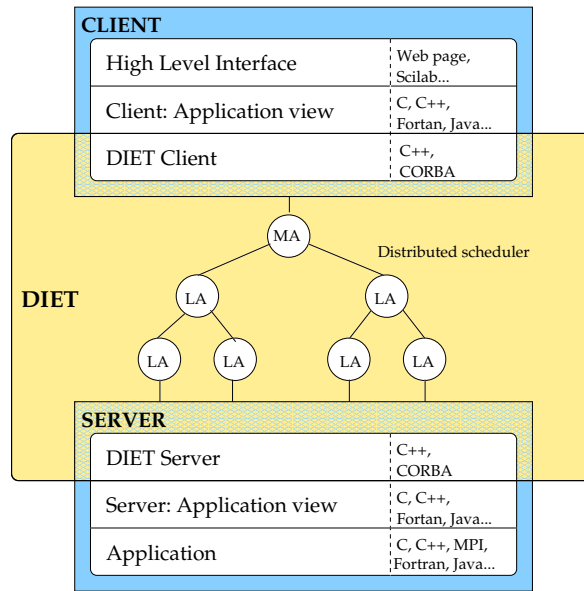 CLIENT
High Level Interface
Web page,
Scilab...
Client: Application view
C, C++,
Fortan, Java...
DIET Client
C++,
CORBA
MA
Distributed scheduler
DIET
LA
LA
LA
LA
LA
LA
SERVER
DIET Server
C++,
CORBA
Server: Application view
C, C++,
Fortan, Java...
Application
C, C++, MPI,
Fortran, Java...